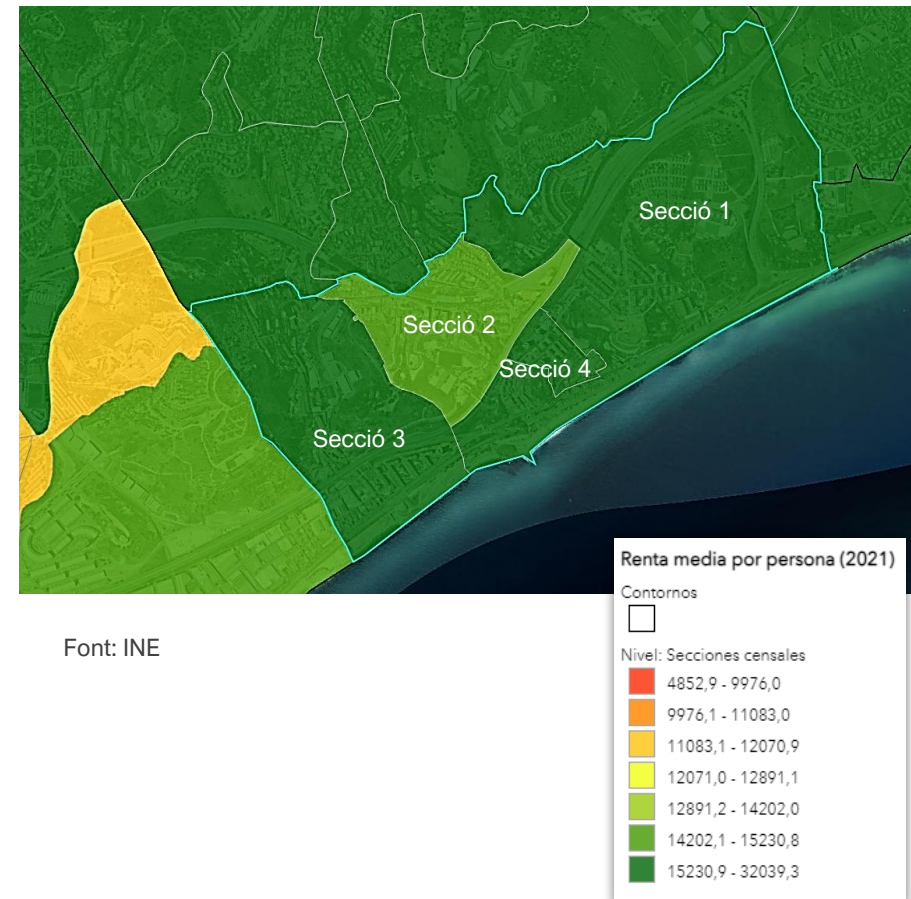 Secció 1
Secció 2
Secció 4
Secció 3
Renta media por persona (2021)
Contornos
Font: INE
Nivel: Secciones censales
4852,9 - 9976,0
9976,1 - 11083,0
11083,1 - 12070,9
12071,0 - 12891,1
12891,2 - 14202,0
14202,1 - 15230,8
15230,9 - 32039,3